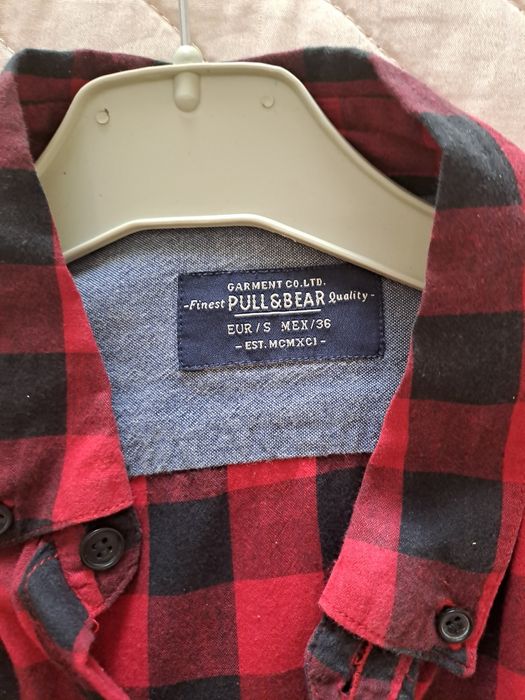 GARMENT CO.LTD.
-Finest PULL&BEAR Quality-
EUR/S MEX/36
- EST. MCMXCI -